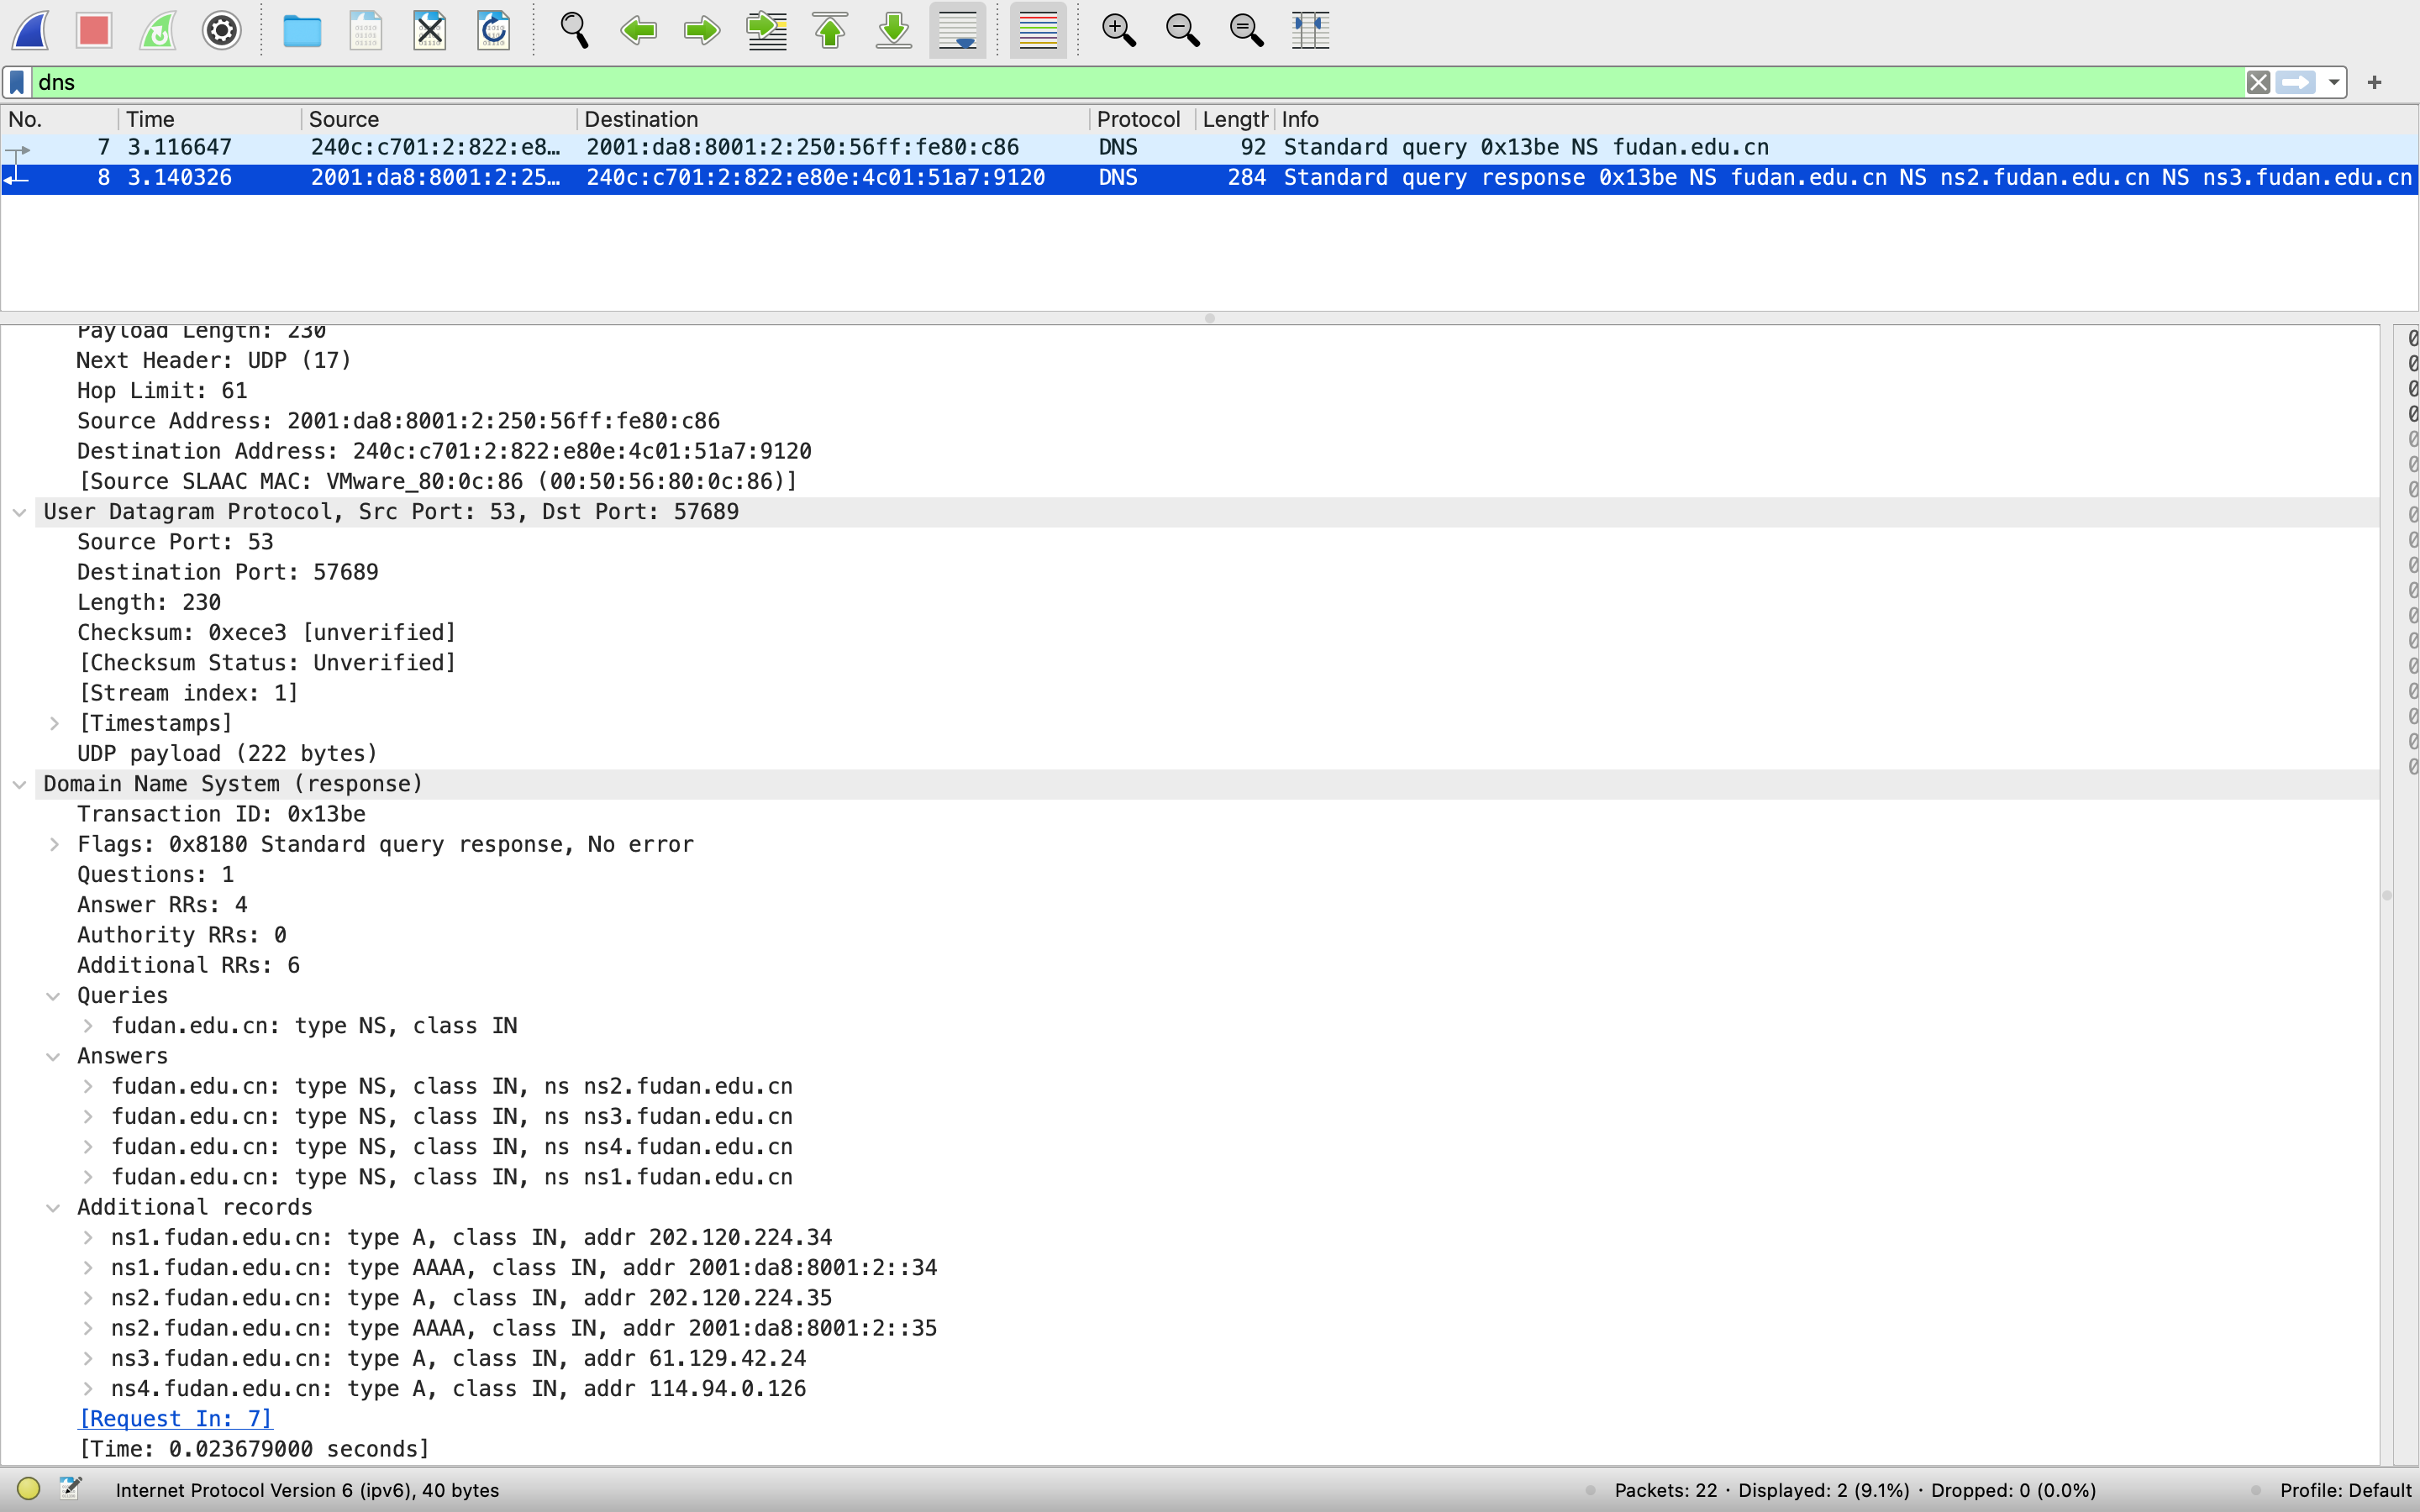 dns
No. Time Source Destination Protocol Length Info
7 3.116647 240c:c701:2:822:e8… 2001:da8:8001:2:250:56ff:fe80:c86 DNS 92 Standard query 0x13be NS fudan.edu.cn
8 3.140326 2001:da8:8001:2:25… 240c:c701:2:822:e80e:4c01:51a7:9120 DNS 284 Standard query response 0x13be NS fudan.edu.cn NS ns2.fudan.edu.cn NS ns3.fudan.edu.cn
Payload Length: 230
Next Header: UDP (17)
Hop Limit: 61
Source Address: 2001:da8:8001:2:250:56ff:fe80:c86
Destination Address: 240c:c701:2:822:e80e:4c01:51a7:9120
[Source SLAAC MAC: VMware_80:0c:86 (00:50:56:80:0c:86)]
User Datagram Protocol, Src Port: 53, Dst Port: 57689
Source Port: 53
Destination Port: 57689
Length: 230
Checksum: 0xece3 [unverified]
[Checksum Status: Unverified]
[Stream index: 1]
[Timestamps]
UDP payload (222 bytes)
Domain Name System (response)
Transaction ID: 0x13be
Flags: 0x8180 Standard query response, No error
Questions: 1
Answer RRs: 4
Authority RRs: 0
Additional RRs: 6
Queries
fudan.edu.cn: type NS, class IN
Answers
fudan.edu.cn: type NS, class IN, ns ns2.fudan.edu.cn
fudan.edu.cn: type NS, class IN, ns ns3.fudan.edu.cn
fudan.edu.cn: type NS, class IN, ns ns4.fudan.edu.cn
fudan.edu.cn: type NS, class IN, ns ns1.fudan.edu.cn
Additional records
ns1.fudan.edu.cn: type A, class IN, addr 202.120.224.34
ns1.fudan.edu.cn: type AAAA, class IN, addr 2001:da8:8001:2::34
ns2.fudan.edu.cn: type A, class IN, addr 202.120.224.35
ns2.fudan.edu.cn: type AAAA, class IN, addr 2001:da8:8001:2::35
ns3.fudan.edu.cn: type A, class IN, addr 61.129.42.24
ns4.fudan.edu.cn: type A, class IN, addr 114.94.0.126
[Request In: 7]
[Time: 0.023679000 seconds]
Internet Protocol Version 6 (ipv6), 40 bytes Packets: 22 · Displayed: 2 (9.1%) · Dropped: 0 (0.0%) Profile: Default